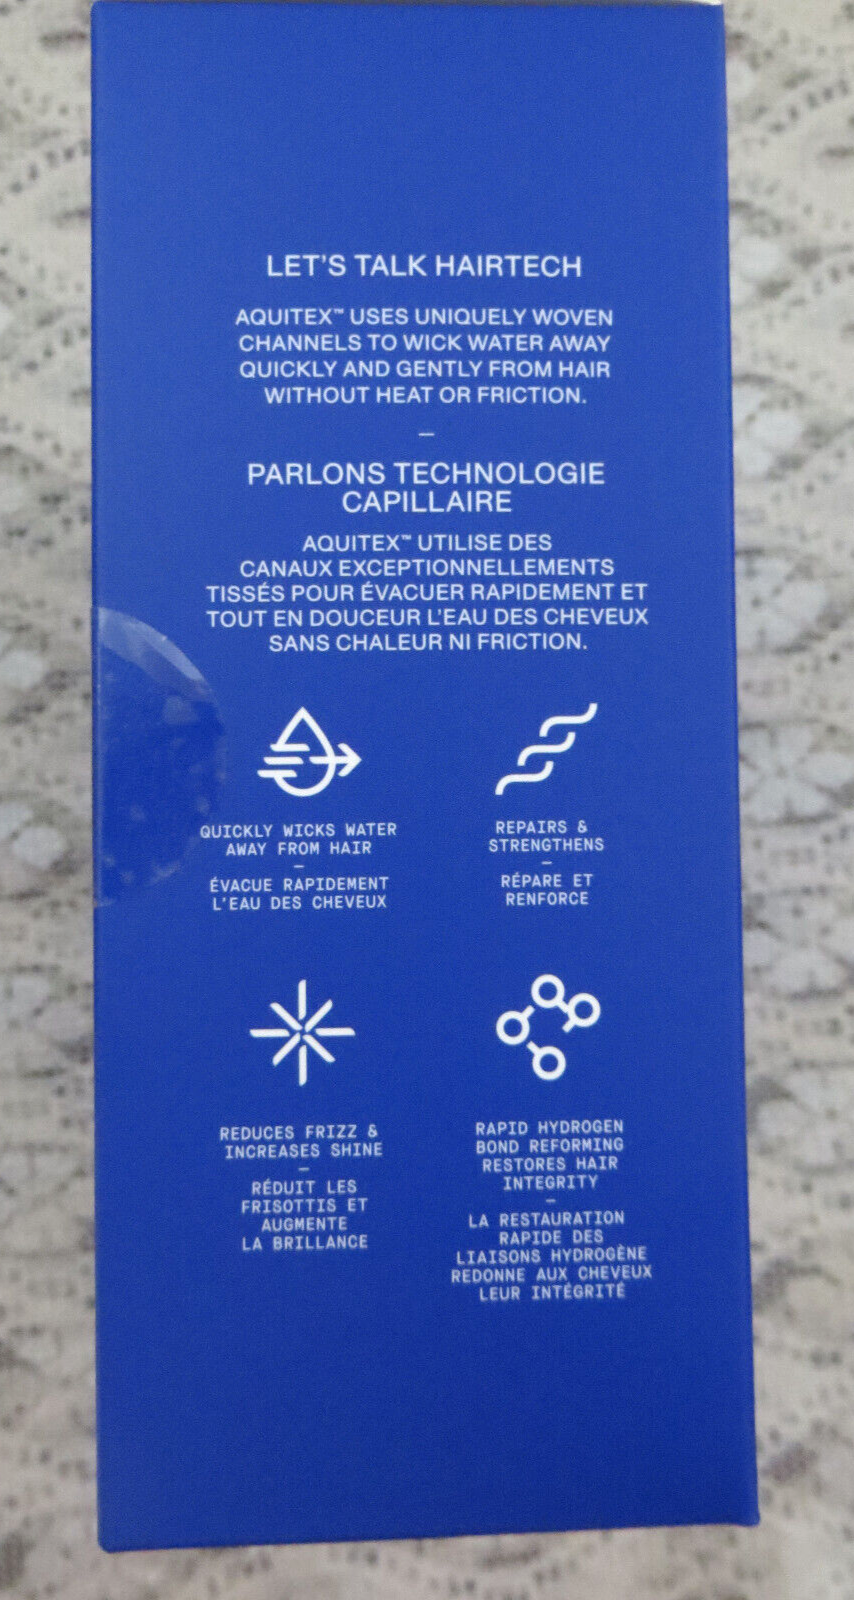 LET'S TALK HAIRTECH
AQUITEX™ USES UNIQUELY WOVEN
CHANNELS TO WICK WATER AWAY
QUICKLY AND GENTLY FROM HAIR
WITHOUT HEAT OR FRICTION.
–
PARLONS TECHNOLOGIE
CAPILLAIRE
AQUITEX™ UTILISE DES
CANAUX EXCEPTIONNELLEMENTS
TISSÉS POUR ÉVACUER RAPIDEMENT ET
TOUT EN DOUCEUR L'EAU DES CHEVEUX
SANS CHALEUR NI FRICTION.
QUICKLY WICKS WATER
AWAY FROM HAIR
–
ÉVACUE RAPIDEMENT
L'EAU DES CHEVEUX
REPAIRS &
STRENGTHENS
–
RÉPARE ET
RENFORCE
REDUCES FRIZZ &
INCREASES SHINE
–
RÉDUIT LES
FRISOTTIS ET
AUGMENTE
LA BRILLANCE
RAPID HYDROGEN
BOND REFORMING
RESTORES HAIR
INTEGRITY
–
LA RESTAURATION
RAPIDE DES
LIAISONS HYDROGÈNE
REDONNE AUX CHEVEUX
LEUR INTÉGRITÉ